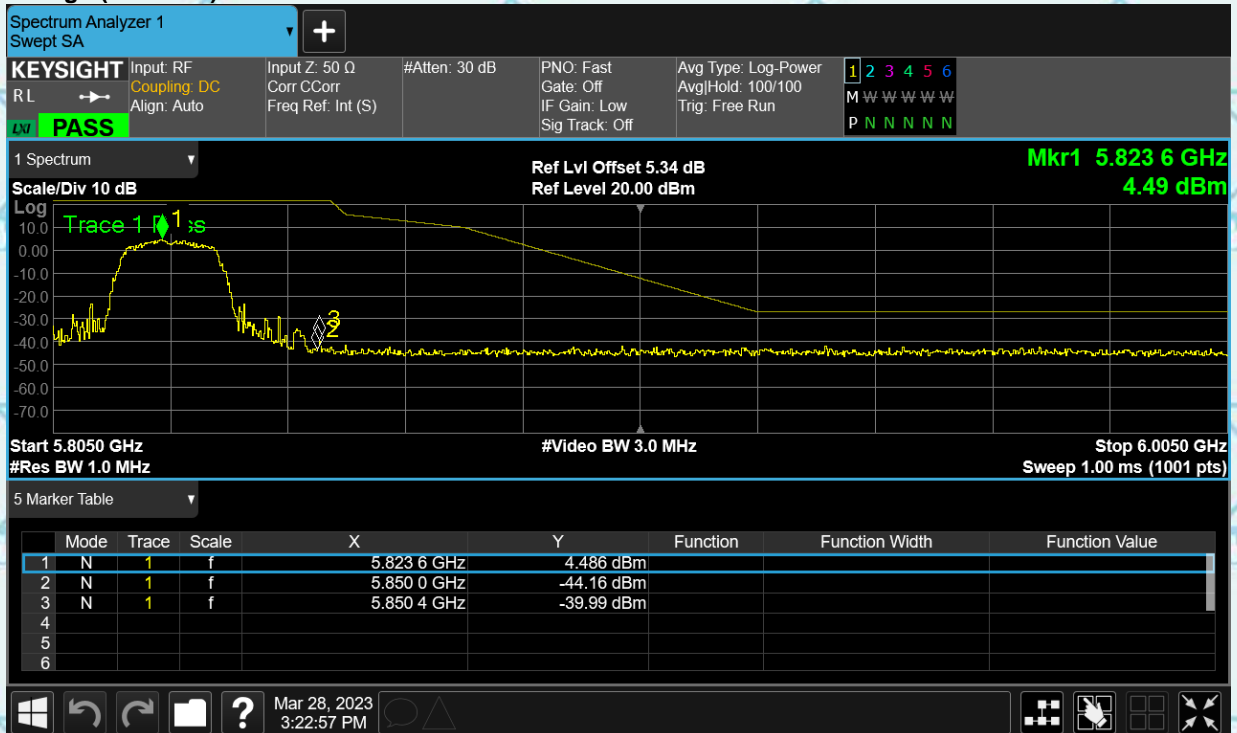 Spectrum Analyzer 1
Swept SA
+
KEYSIGHT Input: RF Input Z: 50 Ω #Atten: 30 dB PNO: Fast Avg Type: Log-Power 1 2 3 4 5 6
RL Coupling: DC Corr CCorr Gate: Off Avg|Hold: 100/100 M W W W W W W
Align: Auto Freq Ref: Int (S) IF Gain: Low Trig: Free Run
LXI PASS Sig Track: Off P N N N N N N
1 Spectrum Ref Lvl Offset 5.34 dB Mkr1 5.823 6 GHz
Scale/Div 10 dB Ref Level 20.00 dBm 4.49 dBm
Log
10.0 Trace 1 1
0.00
-10.0
-20.0
-30.0 3
-40.0 2
-50.0
-60.0
-70.0
Start 5.8050 GHz #Video BW 3.0 MHz Stop 6.0050 GHz
#Res BW 1.0 MHz Sweep 1.00 ms (1001 pts)
5 Marker Table
Mode Trace Scale X Y Function Function Width Function Value
1 N 1 f 5.823 6 GHz 4.486 dBm
2 N 1 f 5.850 0 GHz -44.16 dBm
3 N 1 f 5.850 4 GHz -39.99 dBm
4
5
6
? Mar 28, 2023
3:22:57 PM